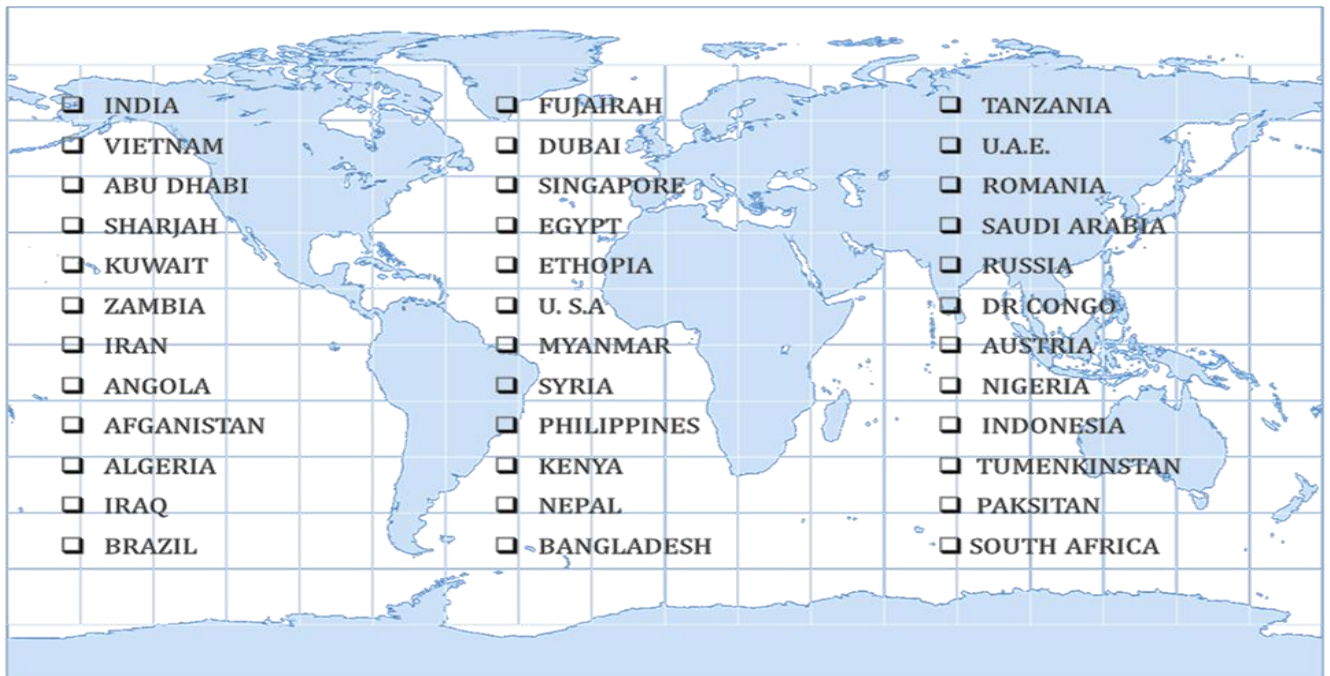 INDIA
VIETNAM
ABU DHABI
SHARJAH
KUWAIT
ZAMBIA
IRAN
ANGOLA
AFGANISTAN
ALGERIA
IRAQ
BRAZIL
FUJAIRAH
DUBAI
SINGAPORE
EGYPT
ETHOPIA
U. S.A
MYANMAR
SYRIA
PHILIPPINES
KENYA
NEPAL
BANGLADESH
TANZANIA
U.A.E.
ROMANIA
SAUDI ARABIA
RUSSIA
DR CONGO
AUSTRIA
NIGERIA
INDONESIA
TUMENKINSTAN
PAKSITAN
SOUTH AFRICA